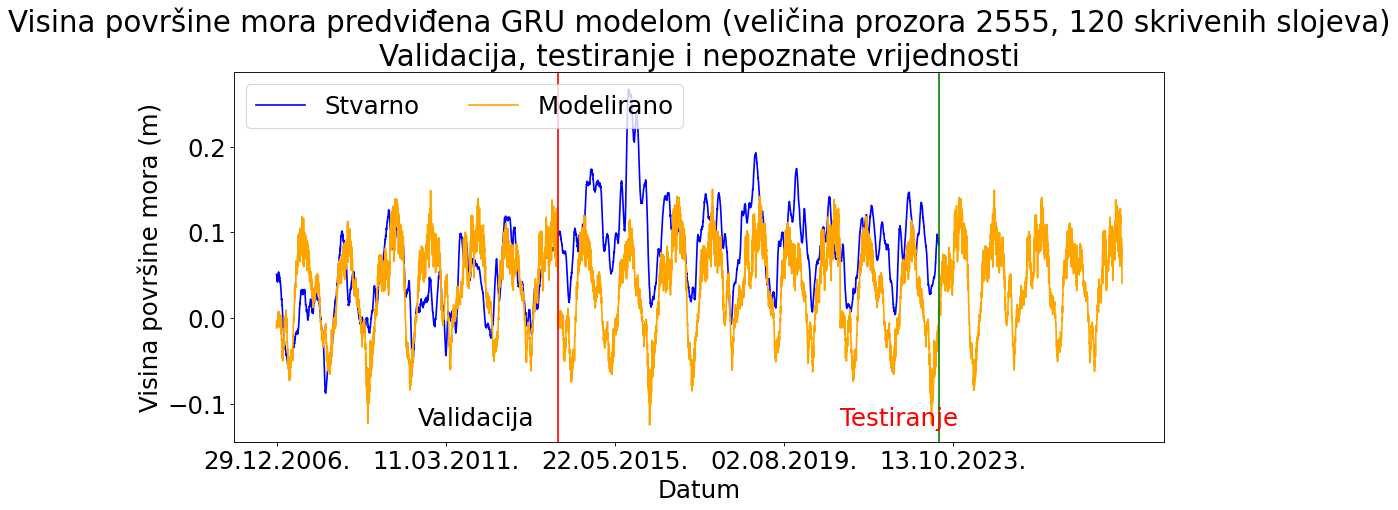 Visina površine mora predviđena GRU modelom (veličina prozora 2555, 120 skrivenih slojeva)
Validacija, testiranje i nepoznate vrijednosti
Stvarno
Modelirano
Visina površine mora (m)
0.2
0.1
0.0
−0.1
Validacija
Testiranje
29.12.2006.
11.03.2011.
22.05.2015.
02.08.2019.
13.10.2023.
Datum